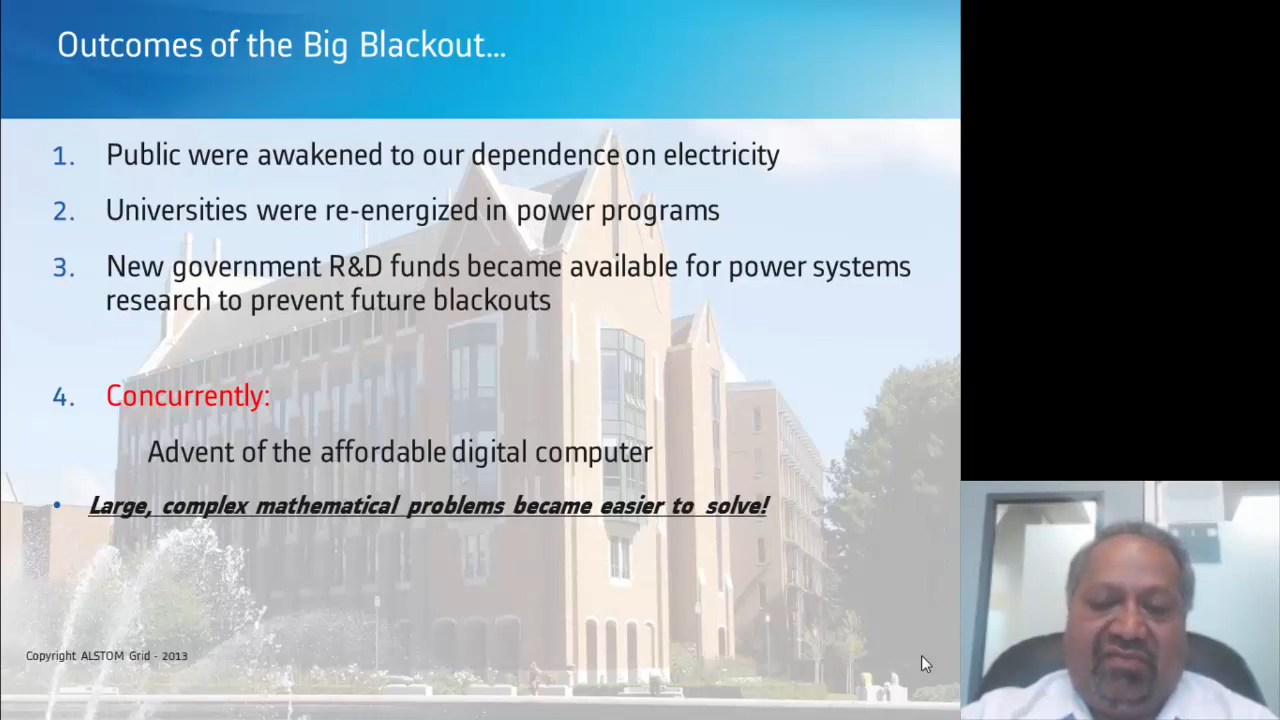 Outcomes of the Big Blackout...
1. Public were awakened to our dependence on electricity
2. Universities were re-energized in power programs
3. New government R&D funds became available for power systems
research to prevent future blackouts
4. Concurrently:
Advent of the affordable digital computer
• Large, complex mathematical problems became easier to solve!
Copyright ALSTOM Grid - 2013